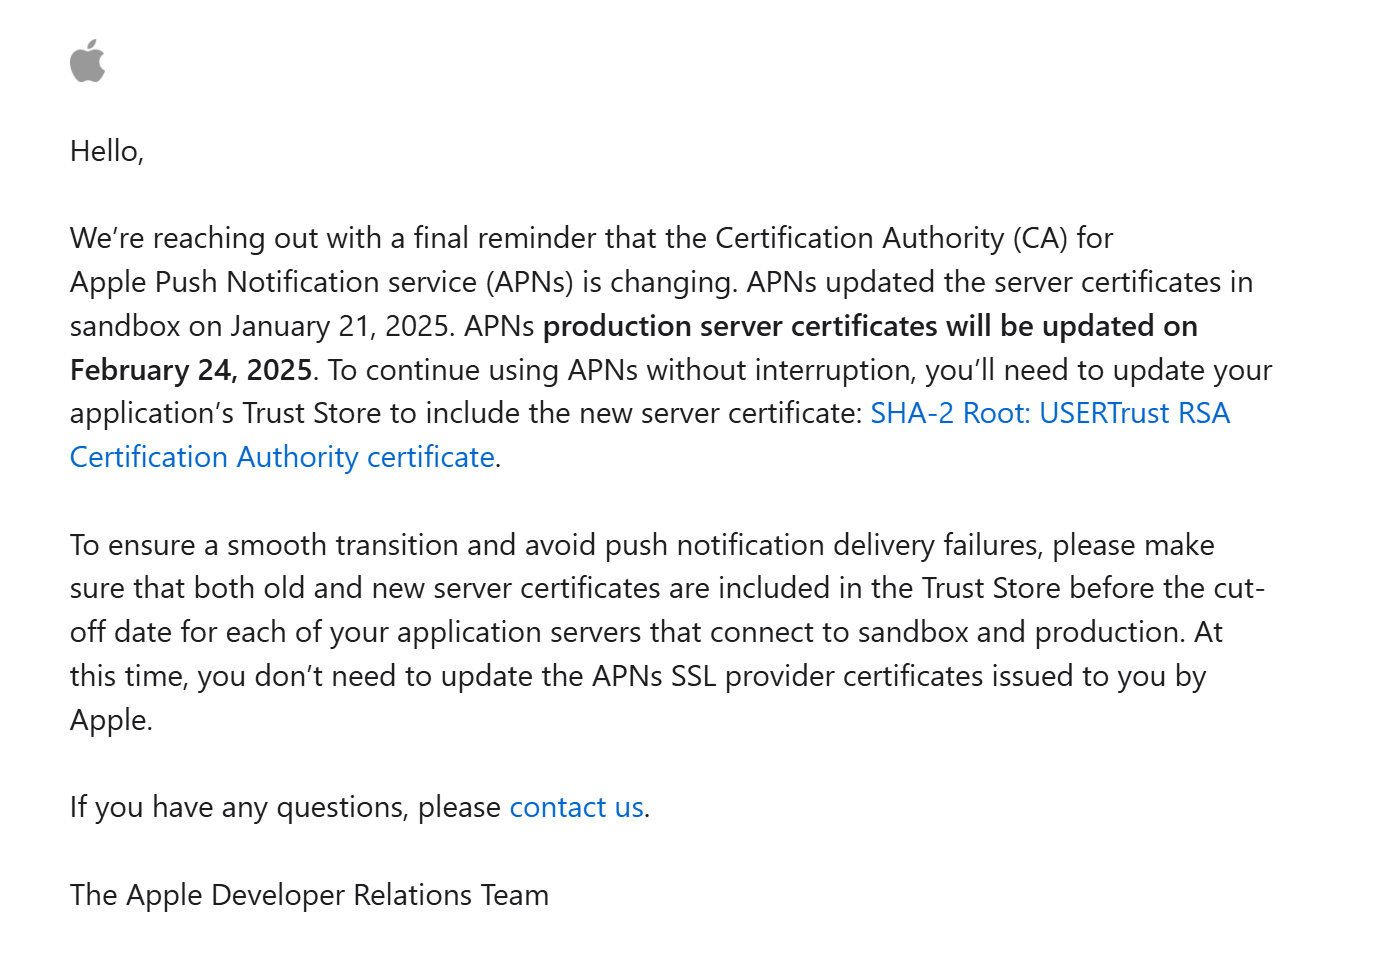 Hello,
We’re reaching out with a final reminder that the Certification Authority (CA) for
Apple Push Notification service (APNs) is changing. APNs updated the server certificates in
sandbox on January 21, 2025. APNs production server certificates will be updated on
February 24, 2025. To continue using APNs without interruption, you’ll need to update your
application’s Trust Store to include the new server certificate: SHA-2 Root: USERTrust RSA
Certification Authority certificate.
To ensure a smooth transition and avoid push notification delivery failures, please make
sure that both old and new server certificates are included in the Trust Store before the cut-
off date for each of your application servers that connect to sandbox and production. At
this time, you don’t need to update the APNs SSL provider certificates issued to you by
Apple.
If you have any questions, please contact us.
The Apple Developer Relations Team